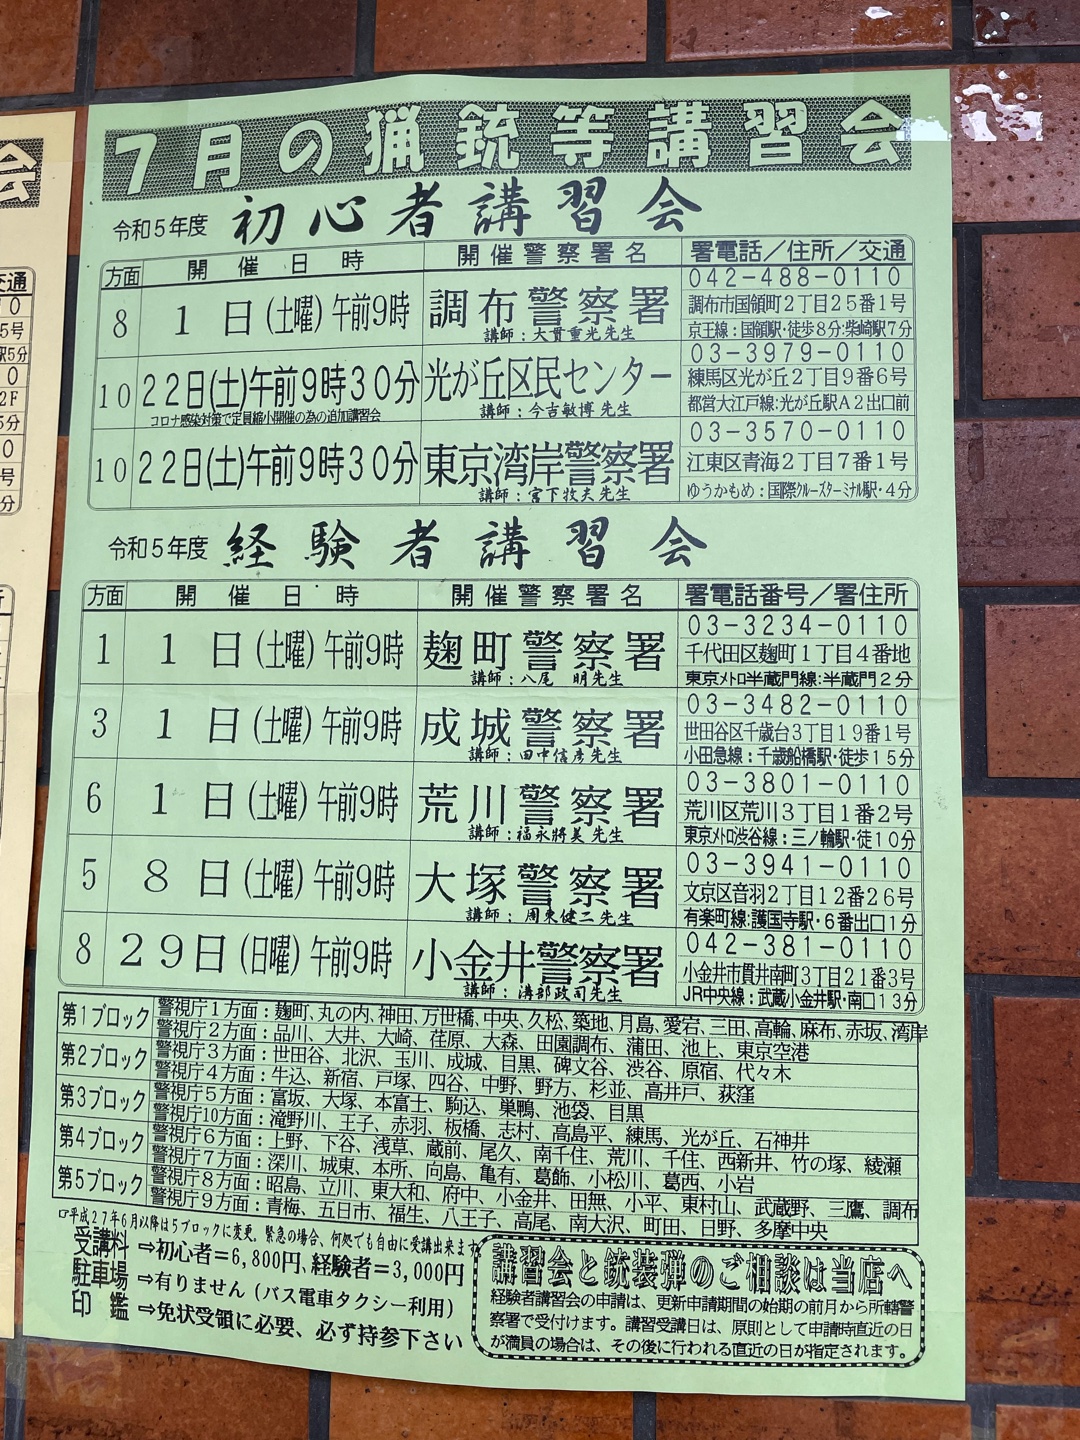 7月の猟銃等講習会
令和5年度 初心者講習会
方面 開催日時 開催警察署名 署電話/住所/交通
8 1日(土曜)午前9時 調布警察署 042-488-0110
講師:大貫重光先生 調布市国領町2丁目25番1号
京王線:国領駅・徒歩8分:柴崎駅7分
10 22日(土)午前9時30分 光が丘区民センター 03-3979-0110
コロナ感染対策で定員縮小開催の為の追加講習会 講師:今吉敏博先生 練馬区光が丘2丁目9番6号
都営大江戸線:光が丘駅A2出口前
10 22日(土)午前9時30分 東京湾岸警察署 03-3570-0110
講師:宮下牧夫先生 江東区青海2丁目7番1号
ゆうかもめ:国際クルーズターミナル駅・4分
令和5年度 経験者講習会
方面 開催日時 開催警察署名 署電話番号/署住所
1 1日(土曜)午前9時 麹町警察署 03-3234-0110
講師:八尾 明先生 千代田区麹町1丁目4番地
東京メトロ半蔵門線:半蔵門2分
3 1日(土曜)午前9時 成城警察署 03-3482-0110
講師:田中信彦先生 世田谷区千歳台3丁目19番1号
小田急線:千歳船橋駅・徒歩15分
6 1日(土曜)午前9時 荒川警察署 03-3801-0110
講師:福永將美先生 荒川区荒川3丁目1番2号
東京メトロ渋谷線:三ノ輪駅・徒10分
5 8日(土曜)午前9時 大塚警察署 03-3941-0110
講師:周東健二先生 文京区音羽2丁目12番26号
有楽町線:護国寺駅・6番出口1分
8 29日(日曜)午前9時 小金井警察署 042-381-0110
講師:溝部政司先生 小金井市貫井南町3丁目21番3号
JR中央線:武蔵小金井駅・南口13分
第1ブロック 警視庁1方面:麹町、丸の内、神田、万世橋、中央、久松、築地、月島、愛宕、三田、高輪、麻布、赤坂、湾岸
警視庁2方面:品川、大井、大崎、荏原、大森、田園調布、蒲田、池上、東京空港
第2ブロック 警視庁3方面:世田谷、北沢、玉川、成城、目黒、碑文谷、渋谷、原宿、代々木
警視庁4方面:牛込、新宿、戸塚、四谷、中野、野方、杉並、高井戸、荻窪
第3ブロック 警視庁5方面:富坂、大塚、本富士、駒込、巣鴨、池袋、目黒
警視庁10方面:滝野川、王子、赤羽、板橋、志村、高島平、練馬、光が丘、石神井
第4ブロック 警視庁6方面:上野、下谷、浅草、蔵前、尾久、南千住、荒川、千住、西新井、竹の塚、綾瀬
警視庁7方面:深川、城東、本所、向島、亀有、葛飾、小松川、葛西、小岩
第5ブロック 警視庁8方面:昭島、立川、東大和、府中、小金井、田無、小平、東村山、武蔵野、三鷹、調布
警視庁9方面:青梅、五日市、福生、八王子、高尾、南大沢、町田、日野、多摩中央
☞平成27年6月以降は5ブロックに変更。緊急の場合、何処でも自由に受講出来ます
受講料⇒初心者=6,800円、経験者=3,000円
駐車場⇒有りません(バス電車タクシー利用)
印 鑑⇒免状受領に必要、必ず持参下さい
講習会と銃装弾のご相談は当店へ
経験者講習会の申請は、更新申請期間の始期の前月から所轄警
察署で受付けます。講習受講日は、原則として申請時直近の日
が満員の場合は、その後に行われる直近の日が指定されます。
会
交通